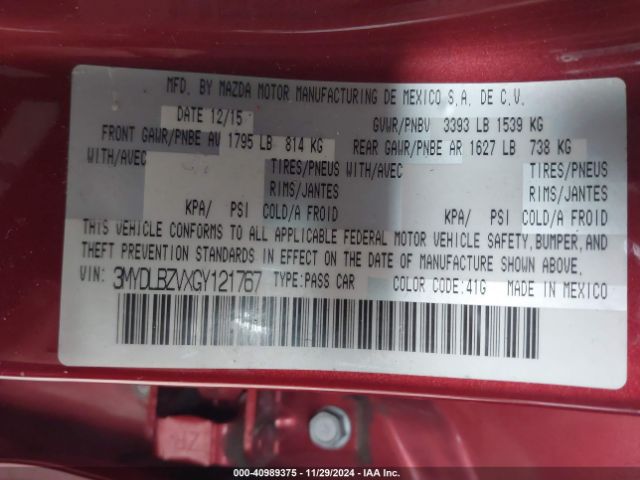 MFD. BY MAZDA MOTOR MANUFACTURING DE MEXICO S.A. DE C.V.
DATE 12/15 GVWR/PNBV 3393 LB 1539 KG
FRONT GAWR/PNBE AV 1795 LB 814 KG REAR GAWR/PNBE AR 1627 LB 738 KG
WITH/AVEC TIRES/PNEUS WITH/AVEC TIRES/PNEUS
RIMS/JANTES RIMS/JANTES
KPA/ PSI COLD/A FROID KPA/ PSI COLD/A FROID
THIS VEHICLE CONFORMS TO ALL APPLICABLE FEDERAL MOTOR VEHICLE SAFETY, BUMPER, AND
THEFT PREVENTION STANDARDS IN EFFECT ON THE DATE OF MANUFACTURE SHOWN ABOVE.
VIN: 3MYDLBZVXGY121767 TYPE:PASS CAR COLOR CODE:41G MADE IN MEXICO
000-40989375 - 11/29/2024 - IAA Inc.